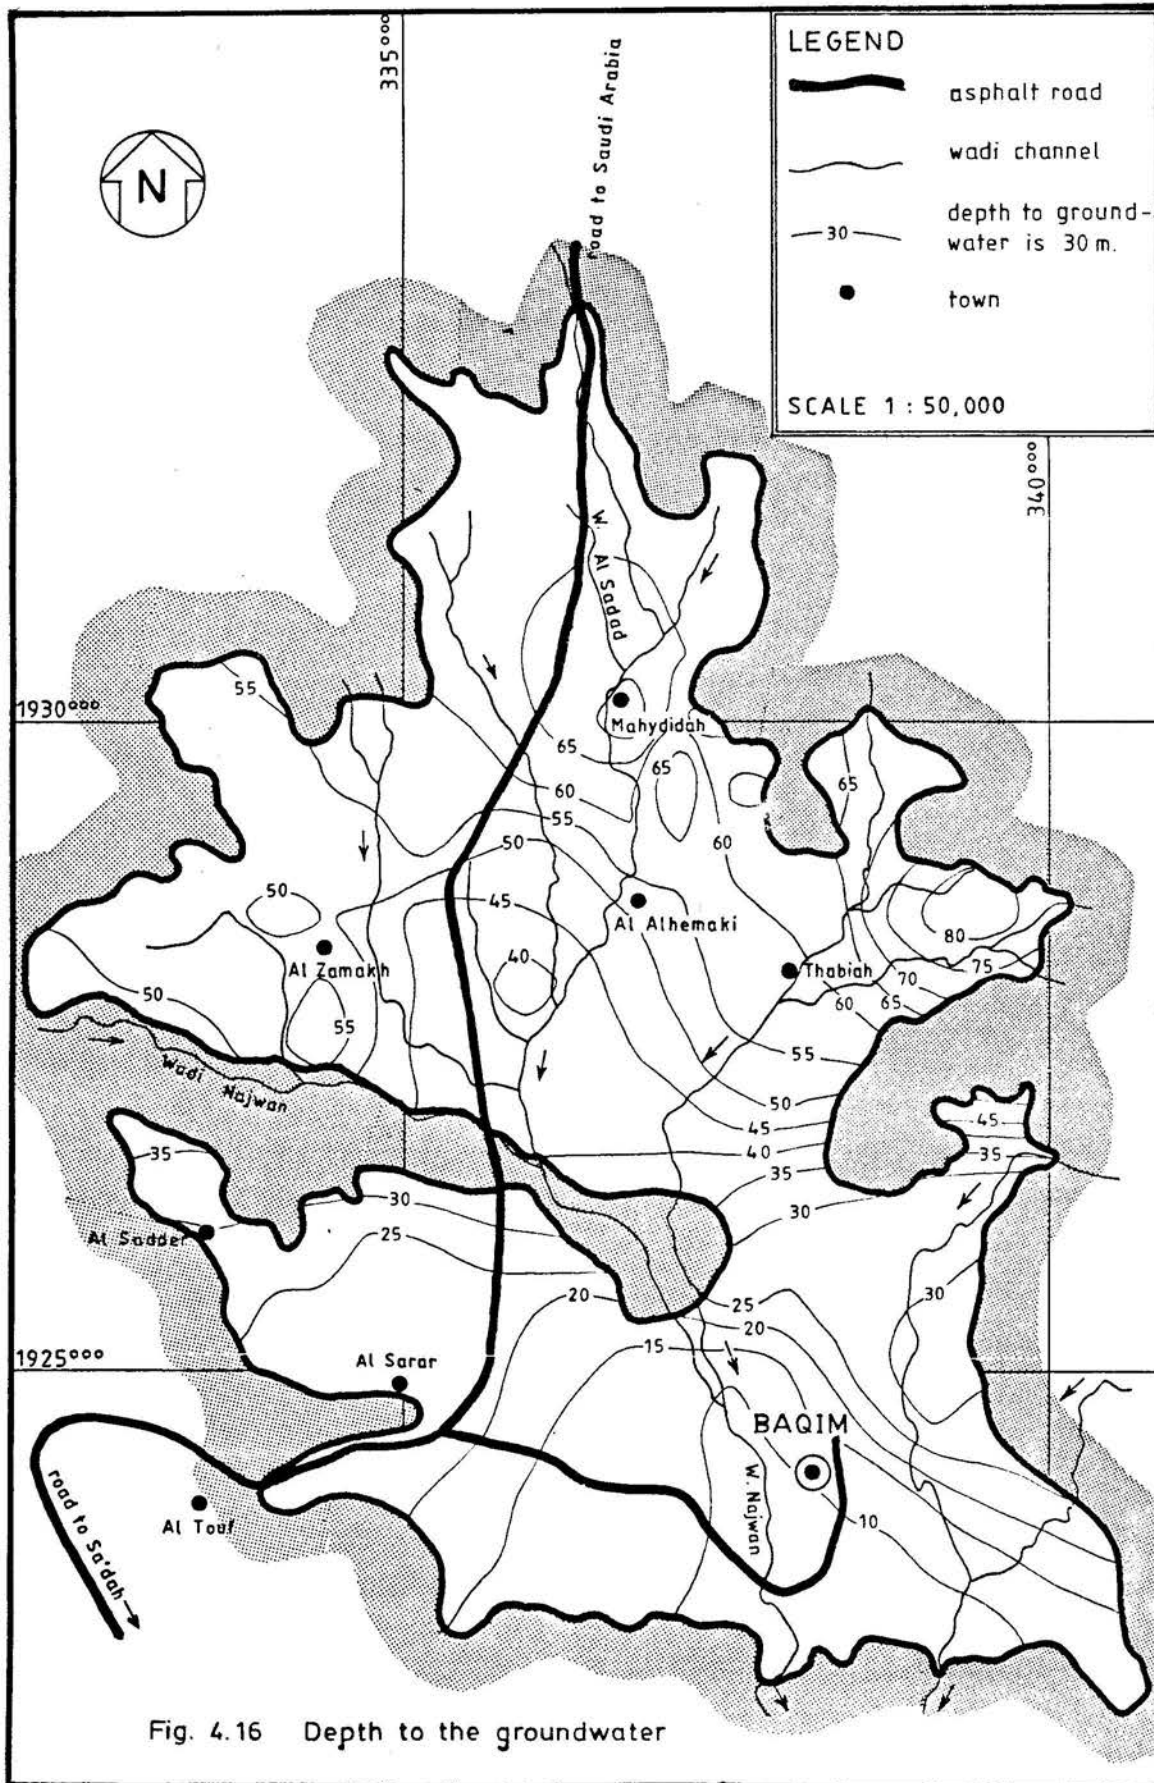 LEGEND
asphalt road
wadi channel
30
depth to ground-
water is 30 m.
town
SCALE 1 : 50,000
335⁰⁰⁰
340⁰⁰⁰
1930⁰⁰⁰
1925⁰⁰⁰
N
road to Saudi Arabia
W. Al Sadad
55
Mahydidah
65
65
65
60
55
60
50
50
45
Al Alhemaki
80
Al Zamakh
40
Thabiah
75
70
50
60
65
55
55
50
45
45
40
35
35
35
30
30
Wadi Najwan
Al Sadder
25
30
20
25
20
15
Al Sarar
BAQIM
W. Najwan
10
Al Touf
road to Sa'dah
Fig. 4.16 Depth to the groundwater